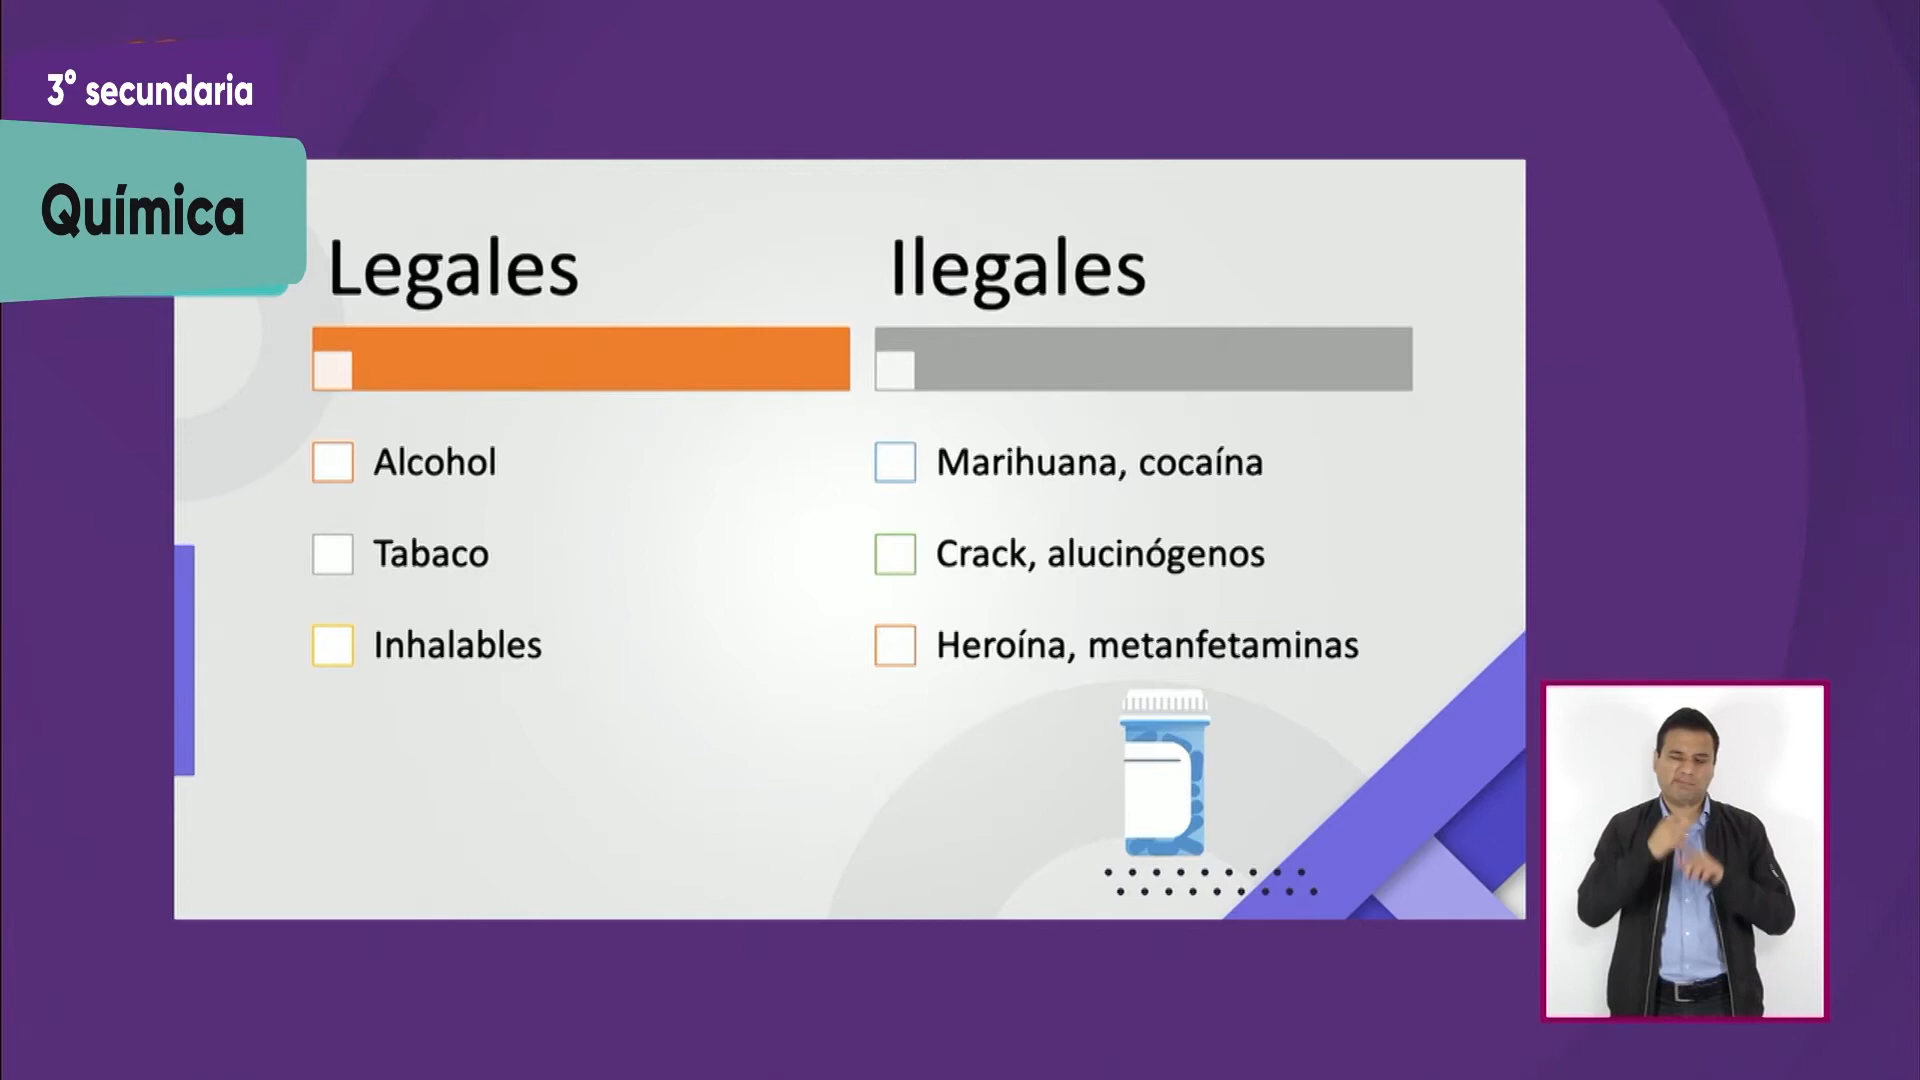 3° secundaria
Química
Legales
Alcohol
Tabaco
Inhalables
Ilegales
Marihuana, cocaína
Crack, alucinógenos
Heroína, metanfetaminas